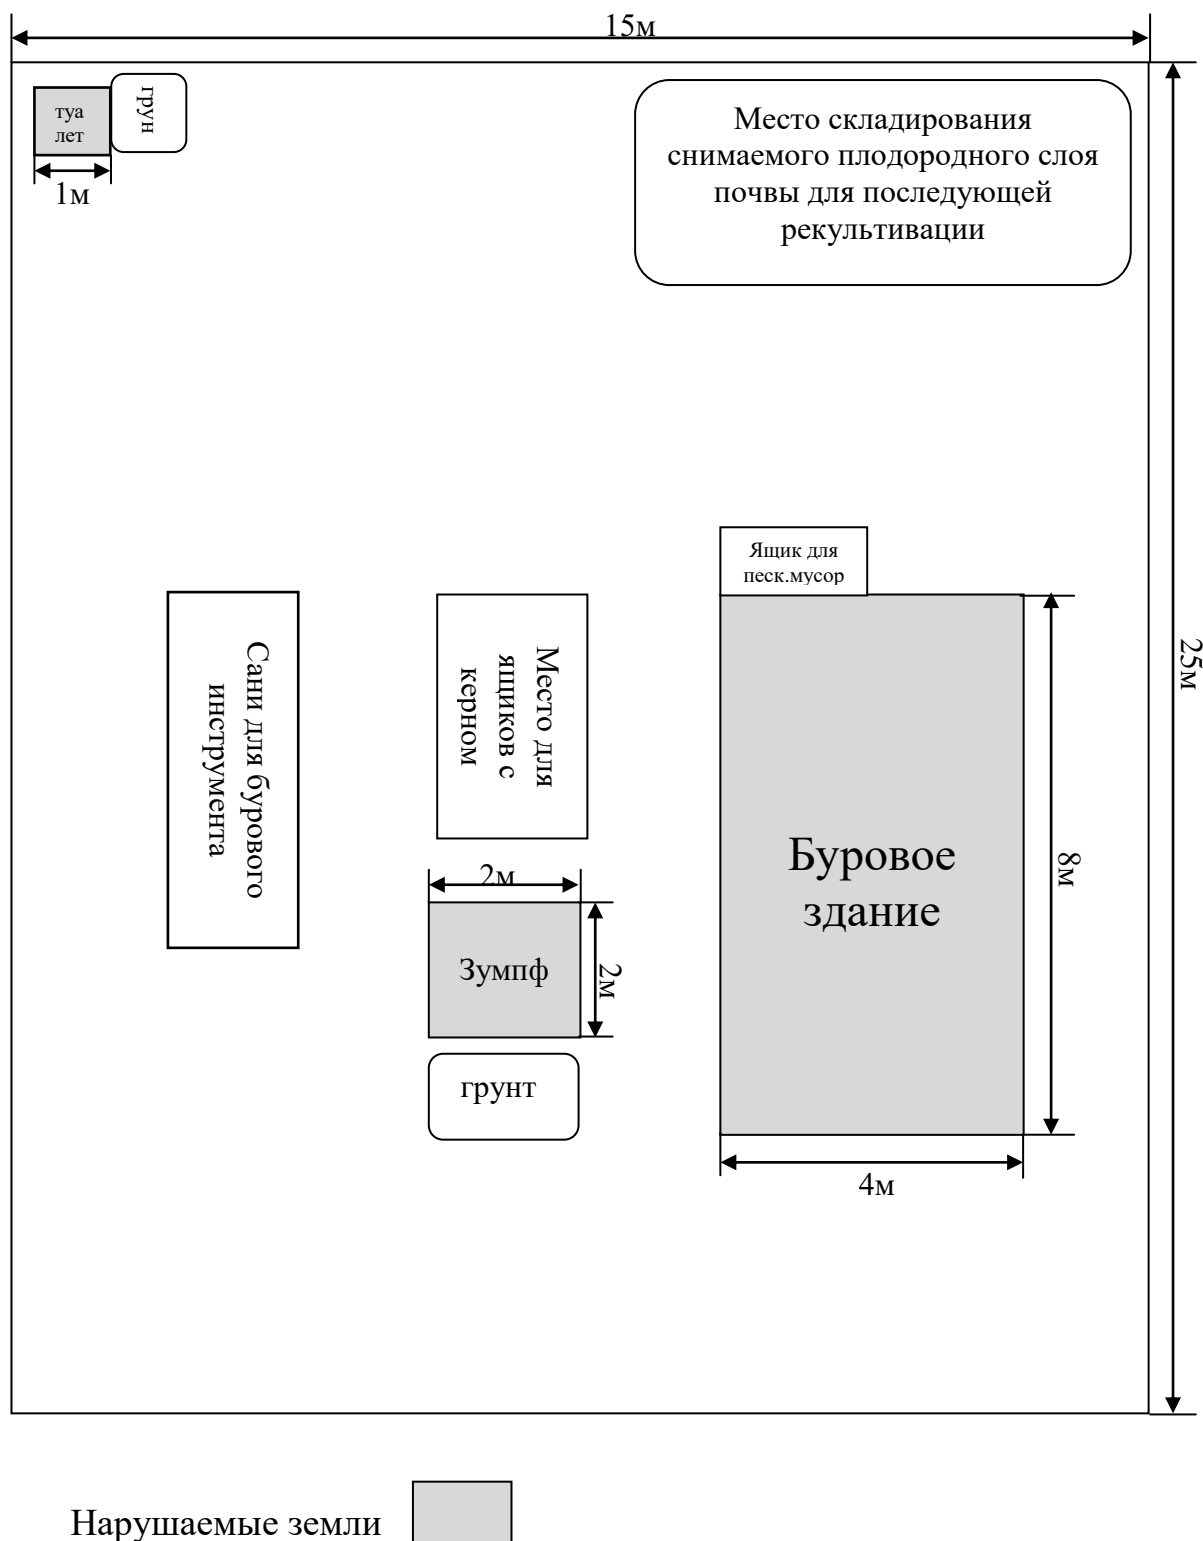 15м
туа
лет
грун
1м
Место складирования
снимаемого плодородного слоя
почвы для последующей
рекультивации
25м
Ящик для
песк.мусор
Сани для бурового
инструмента
Место для
ящиков с
керном
Буровое
здание
8м
2м
Зумпф
2м
грунт
4м
Нарушаемые земли